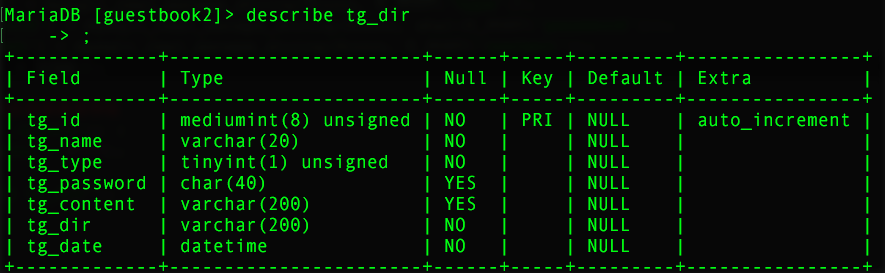 MariaDB [guestbook2]> describe tg_dir
    -> ;
+-------------+-----------------------+------+-----+---------+----------------+
| Field       | Type                  | Null | Key | Default | Extra          |
+-------------+-----------------------+------+-----+---------+----------------+
| tg_id       | mediumint(8) unsigned | NO   | PRI | NULL    | auto_increment |
| tg_name     | varchar(20)           | NO   |     | NULL    |                |
| tg_type     | tinyint(1) unsigned   | NO   |     | NULL    |                |
| tg_password | char(40)              | YES  |     | NULL    |                |
| tg_content  | varchar(200)          | YES  |     | NULL    |                |
| tg_dir      | varchar(200)          | NO   |     | NULL    |                |
| tg_date     | datetime              | NO   |     | NULL    |                |
+-------------+-----------------------+------+-----+---------+----------------+